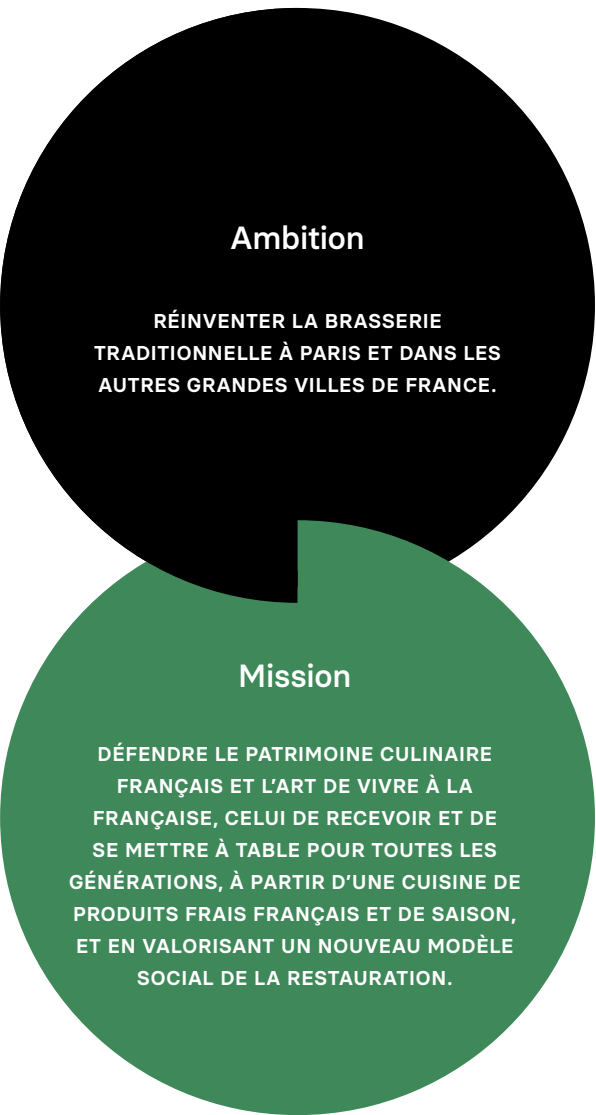 Ambition
RÉINVENTER LA BRASSERIE
TRADITIONNELLE À PARIS ET DANS LES
AUTRES GRANDES VILLES DE FRANCE.
Mission
DÉFENDRE LE PATRIMOINE CULINAIRE
FRANÇAIS ET L’ART DE VIVRE À LA
FRANÇAISE, CELUI DE RECEVOIR ET DE
SE METTRE À TABLE POUR TOUTES LES
GÉNÉRATIONS, À PARTIR D’UNE CUISINE DE
PRODUITS FRAIS FRANÇAIS ET DE SAISON,
ET EN VALORISANT UN NOUVEAU MODÈLE
SOCIAL DE LA RESTAURATION.